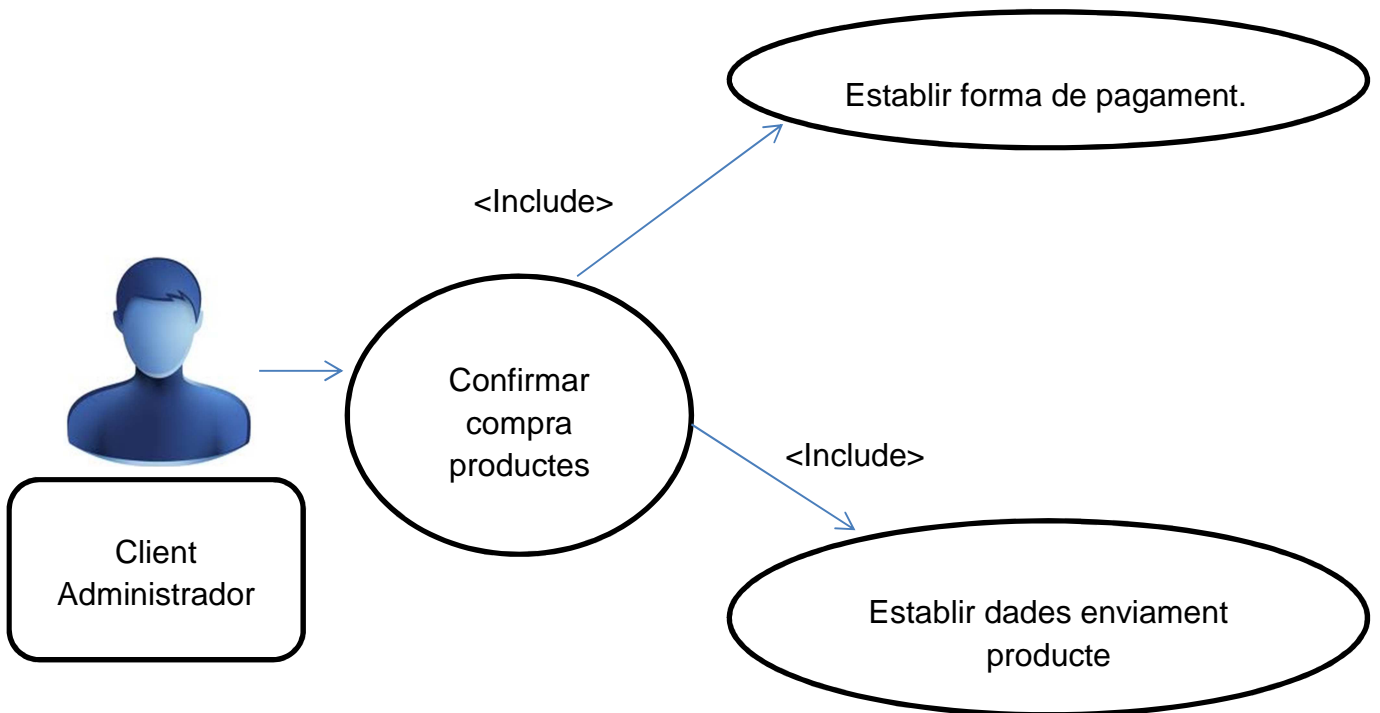 Establir forma de pagament.
<Include>
Confirmar
compra
productes
<Include>
Client
Administrador
Establir dades enviament
producte